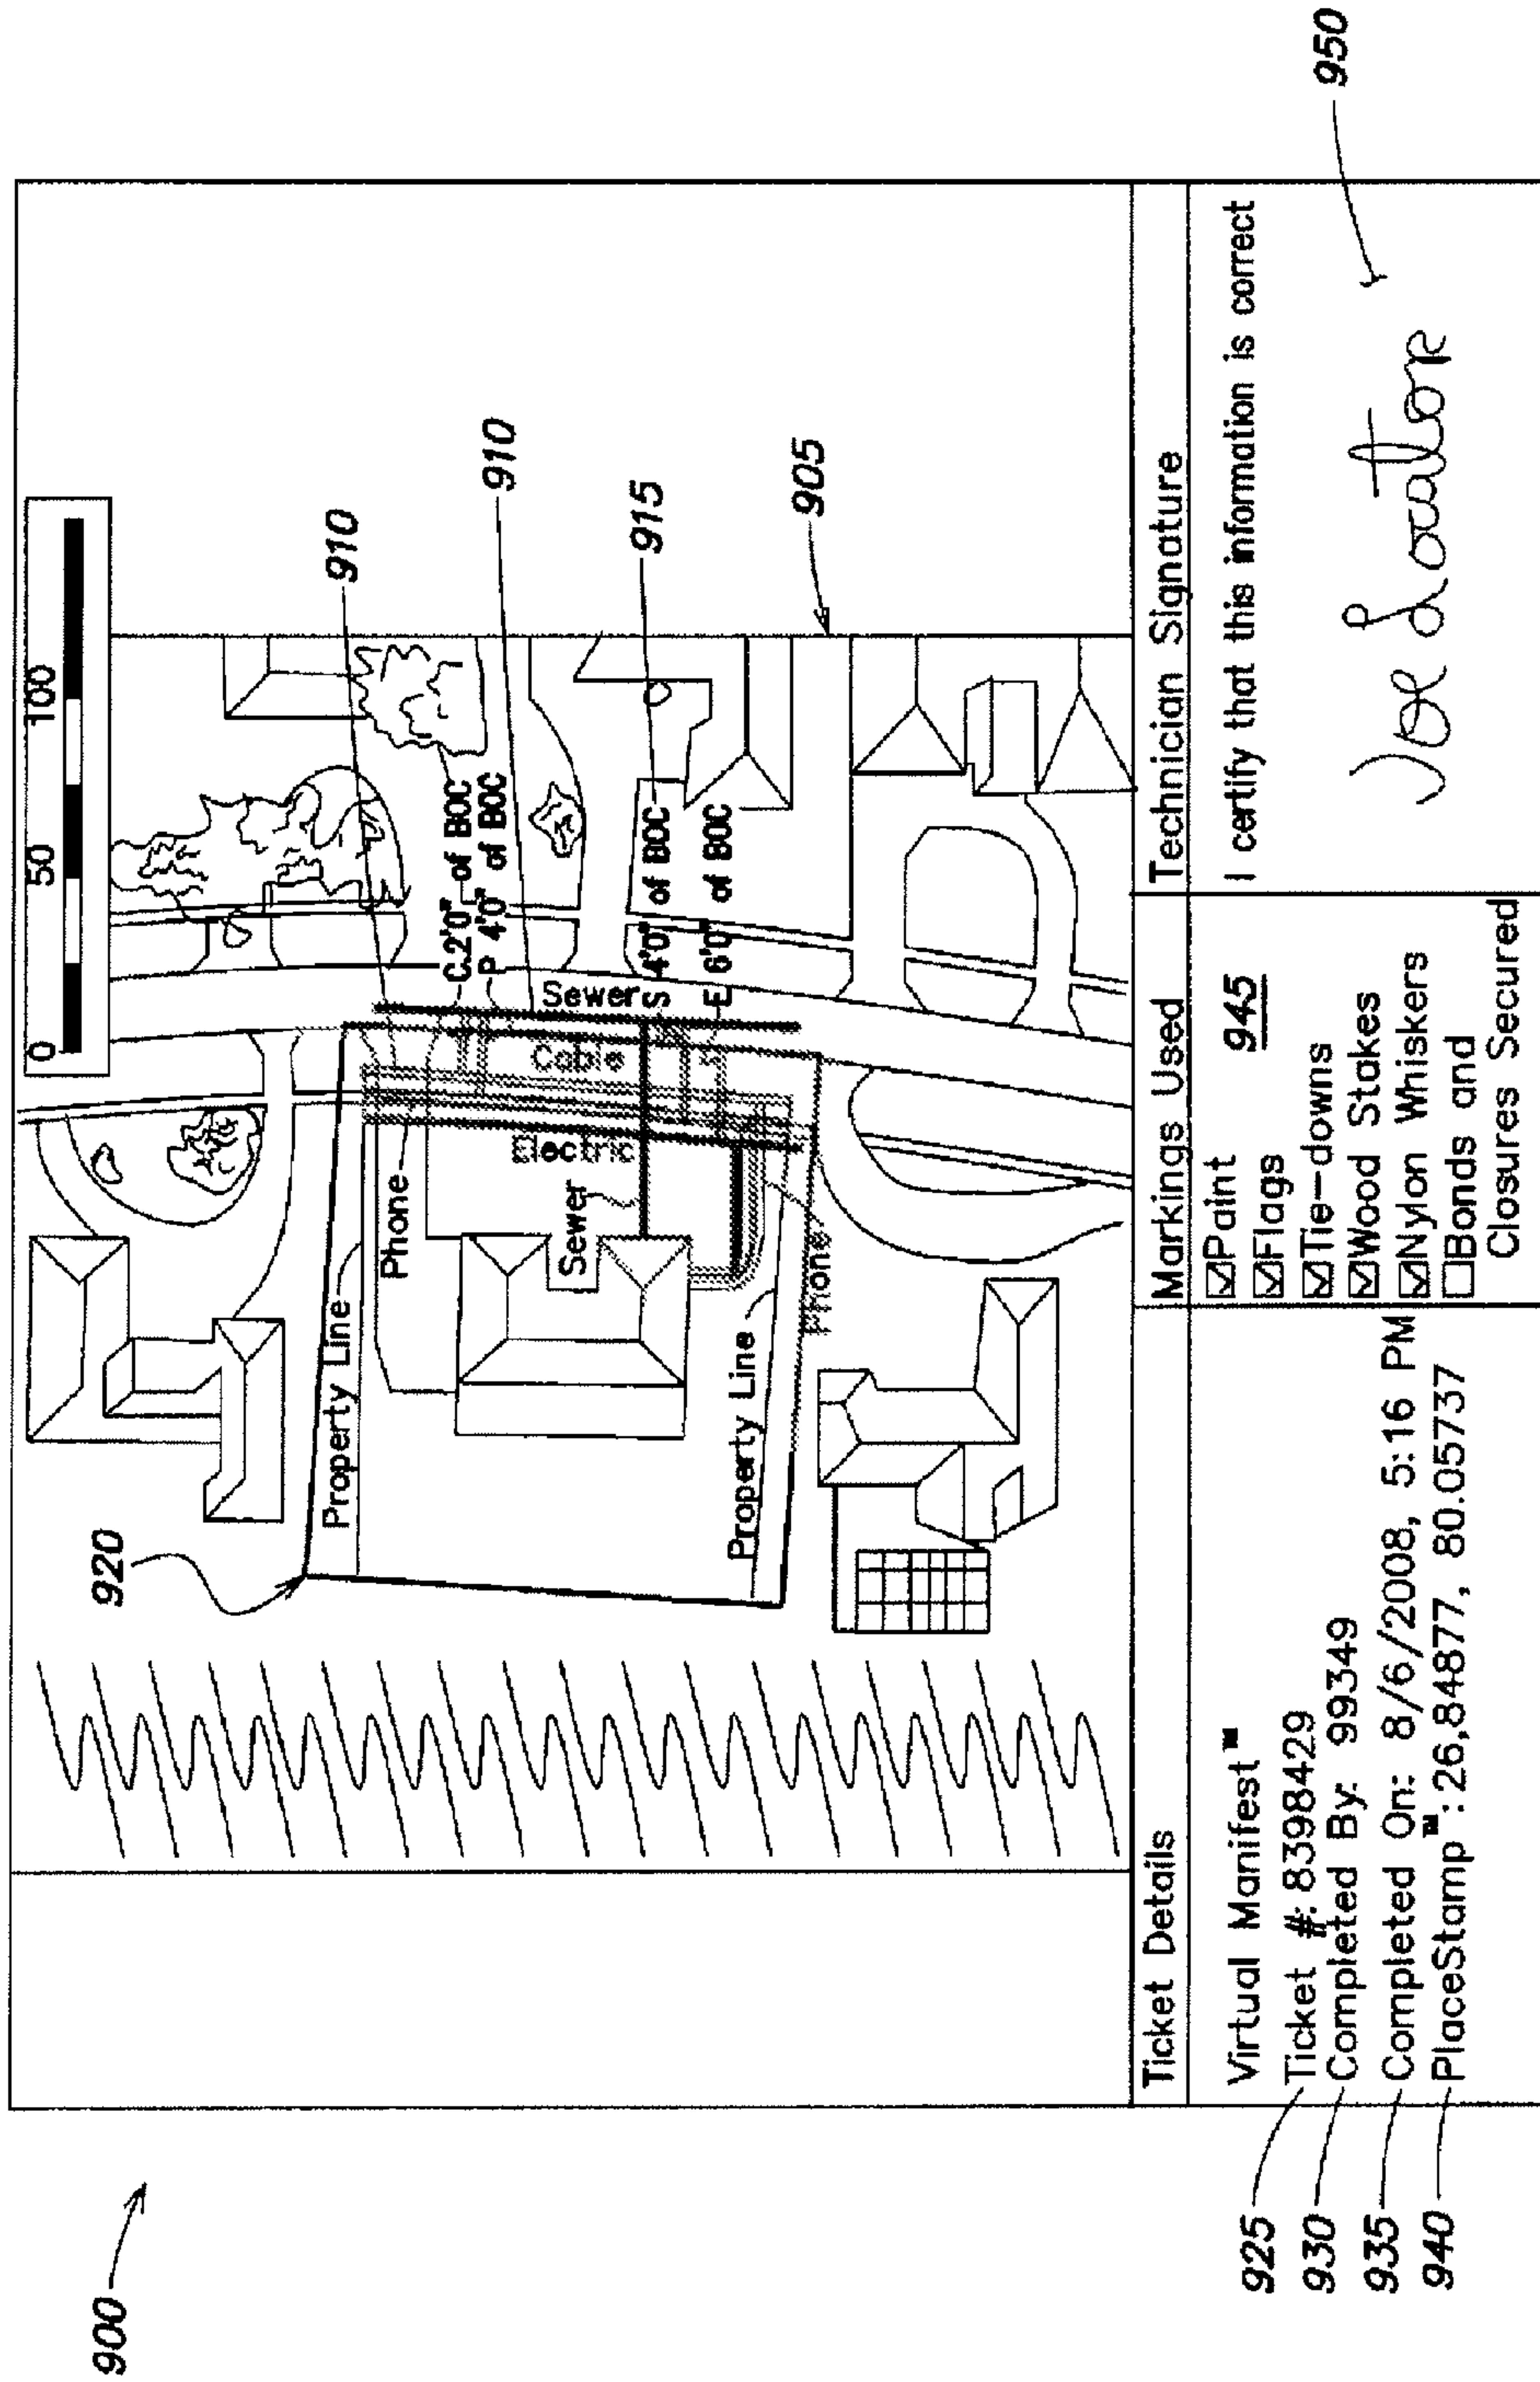 900
920
0 50 100
910
910
915
905
Property Line
Phone
Electric
Cable
Sewer
Sewer
Property Line
Phone
C 2'0" of BOC
P 4'0" of BOC
S 4'0" of BOC
E 6'0" of BOC
Ticket Details
Virtual Manifest™
925 Ticket #: 8398429
930 Completed By: 99349
935 Completed On: 8/6/2008, 5:16 PM
940 PlaceStamp™: 26,84877, 80.05737
Markings Used
945
☑Paint
☑Flags
☑Tie-downs
☑Wood Stakes
☑Nylon Whiskers
☐Bonds and
Closures Secured
Technician Signature
I certify that this information is correct
Joe Locator
950